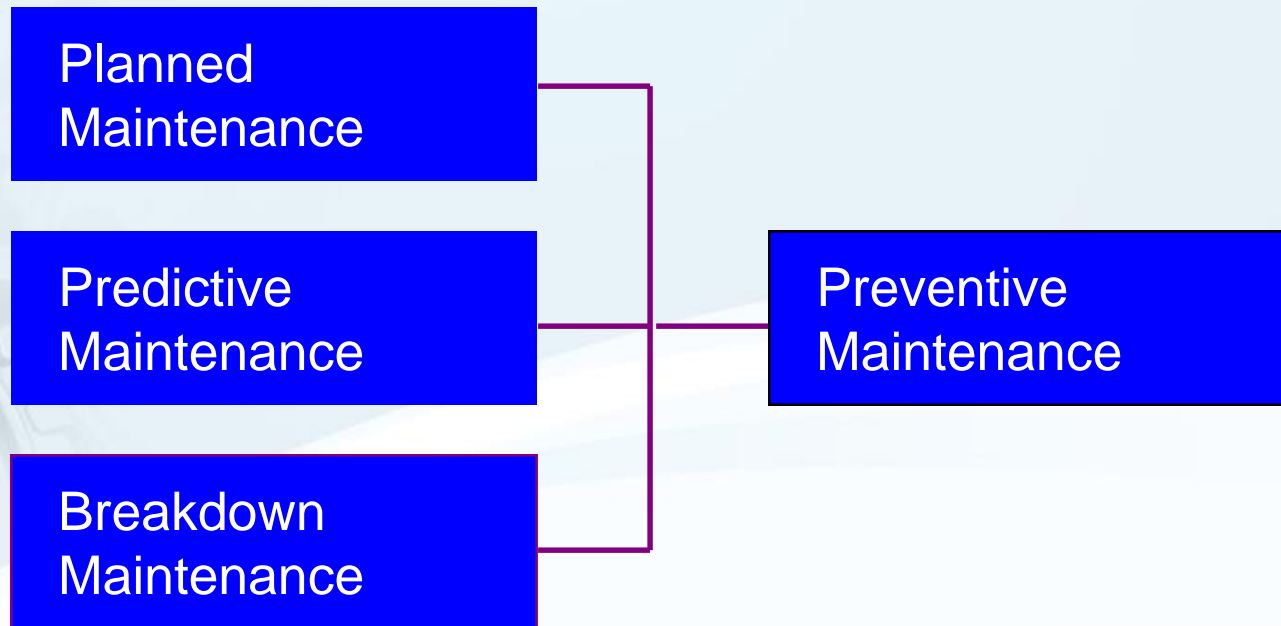 Planned
Maintenance
Predictive
Maintenance
Preventive
Maintenance
Breakdown
Maintenance